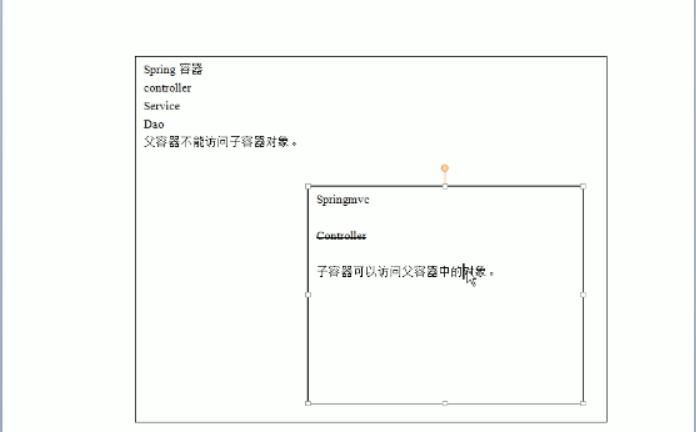 Spring 容器
controller
Service
Dao
父容器不能访问子容器对象。
Springmvc
Controller
子容器可以访问父容器中的对象。